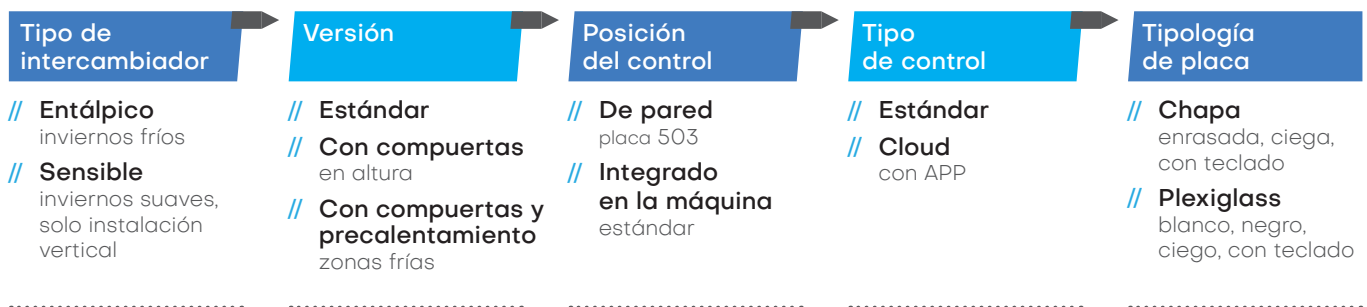 Tipo de
intercambiador
// Entálpico
inviernos fríos
// Sensible
inviernos suaves,
solo instalación
vertical
Versión
// Estándar
// Con compuertas
en altura
// Con compuertas y
precalentamiento
zonas frías
Posición
del control
// De pared
placa 503
// Integrado
en la máquina
estándar
Tipo
de control
// Estándar
// Cloud
con APP
Tipología
de placa
// Chapa
enrasada, ciega,
con teclado
// Plexiglass
blanco, negro,
ciego, con teclado